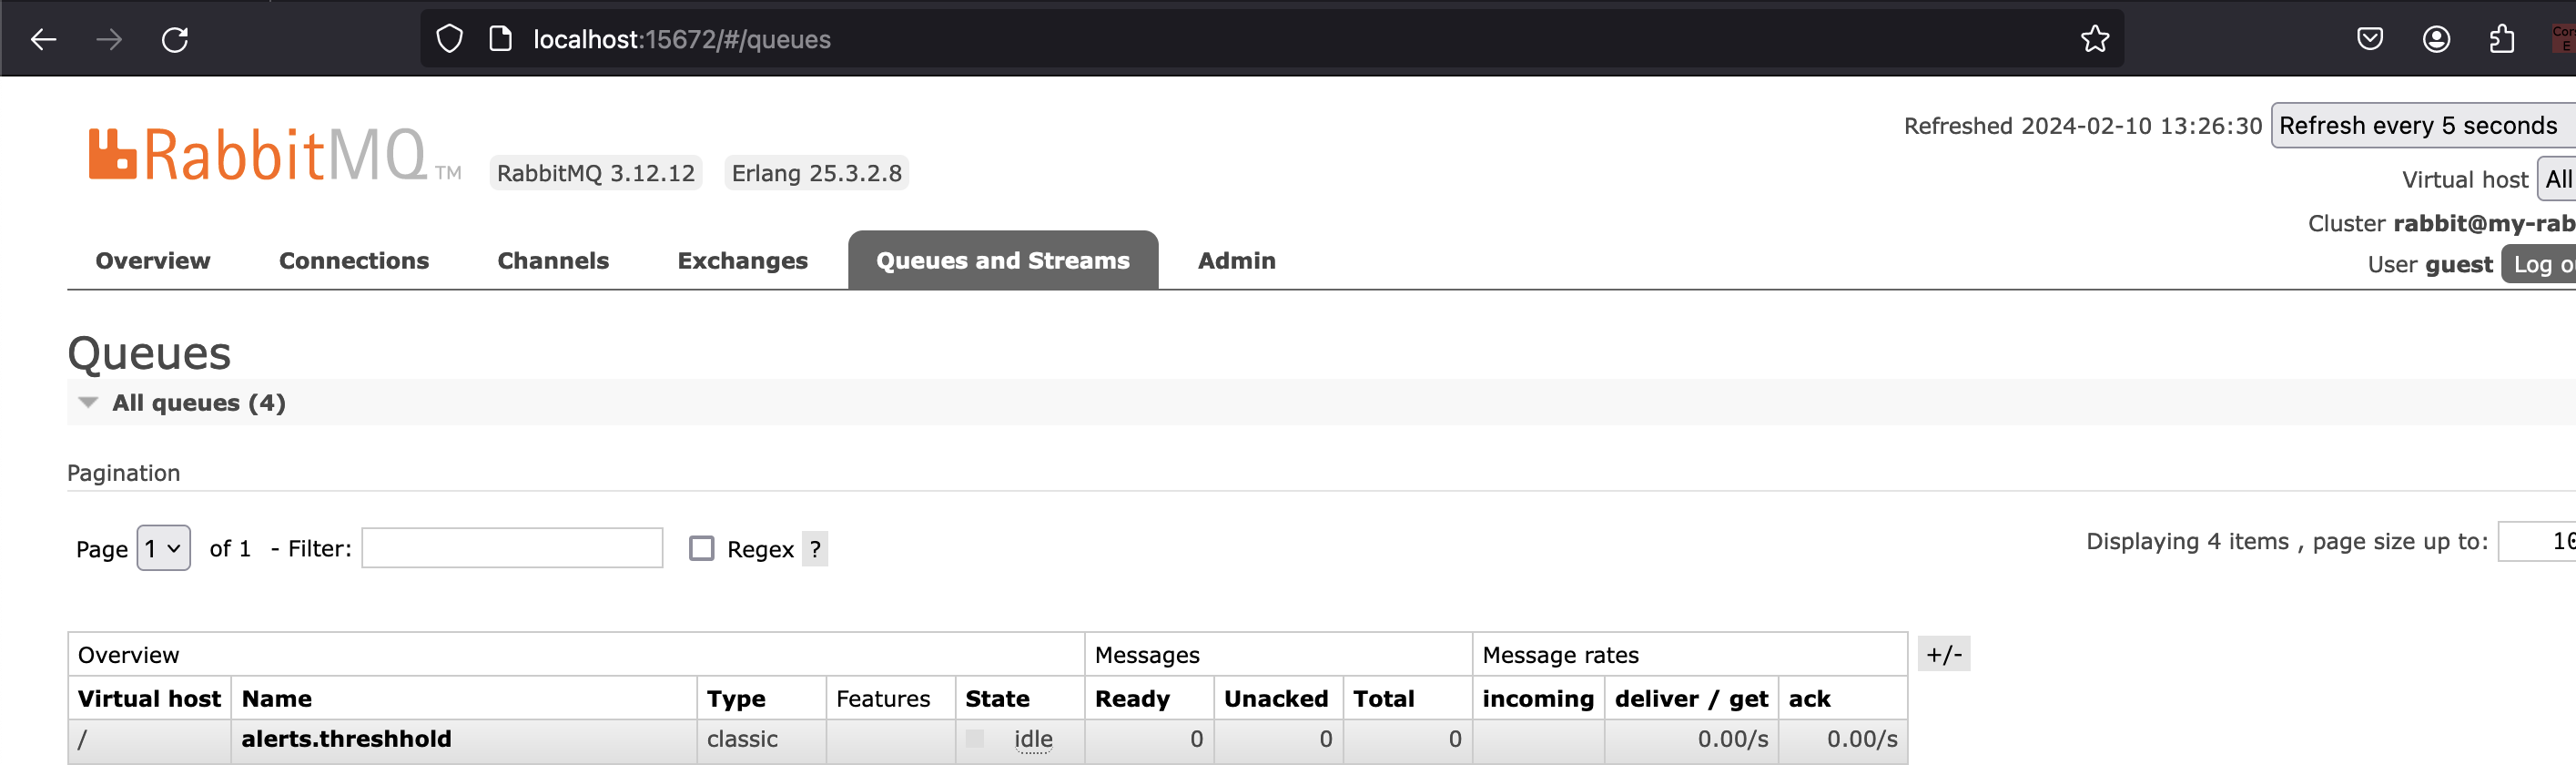 localhost:15672/#/queues
Cors
E
RabbitMQ TM RabbitMQ 3.12.12 Erlang 25.3.2.8
Refreshed 2024-02-10 13:26:30 Refresh every 5 seconds
Virtual host All
Cluster rabbit@my-rab
User guest Log o
Overview Connections Channels Exchanges Queues and Streams Admin
Queues
All queues (4)
Pagination
Page 1 of 1 - Filter: Regex ? Displaying 4 items , page size up to: 10
Overview Messages Message rates +/-
Virtual host Name Type Features State Ready Unacked Total incoming deliver / get ack
/ alerts.threshhold classic idle 0 0 0 0.00/s 0.00/s